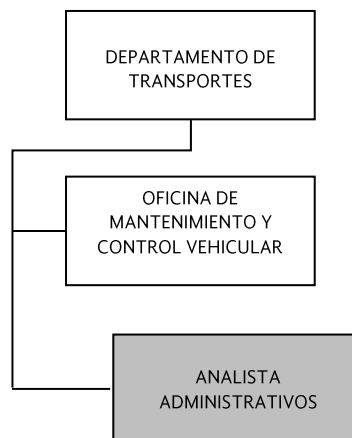 DEPARTAMENTO DE
TRANSPORTES
OFICINA DE
MANTENIMIENTO Y
CONTROL VEHICULAR
ANALISTA
ADMINISTRATIVOS